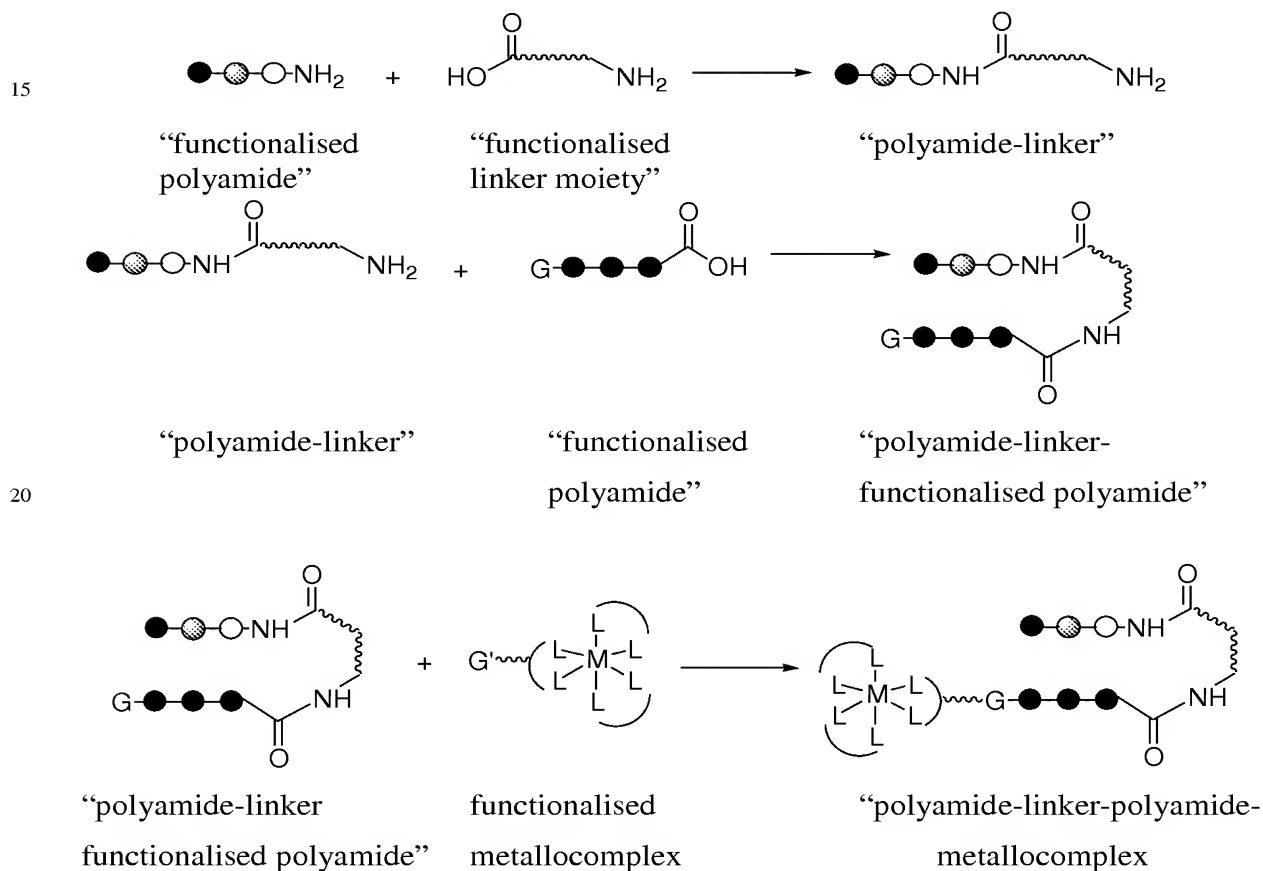 O
O
NH₂ + HO NH₂ NH NH₂
15
“functionalised “functionalised “polyamide-linker”
polyamide” linker moiety”
O O O
NH NH₂ + G OH NH
G NH
O
“polyamide-linker” “functionalised “polyamide-linker-
polyamide” functionalised polyamide”
20
O O
NH NH
+ G' L L L M L L L
G NH L L L M L L L G NH
O O
“polyamide-linker functionalised “polyamide-linker-polyamide-
functionalised polyamide” metallocomplex metallocomplex